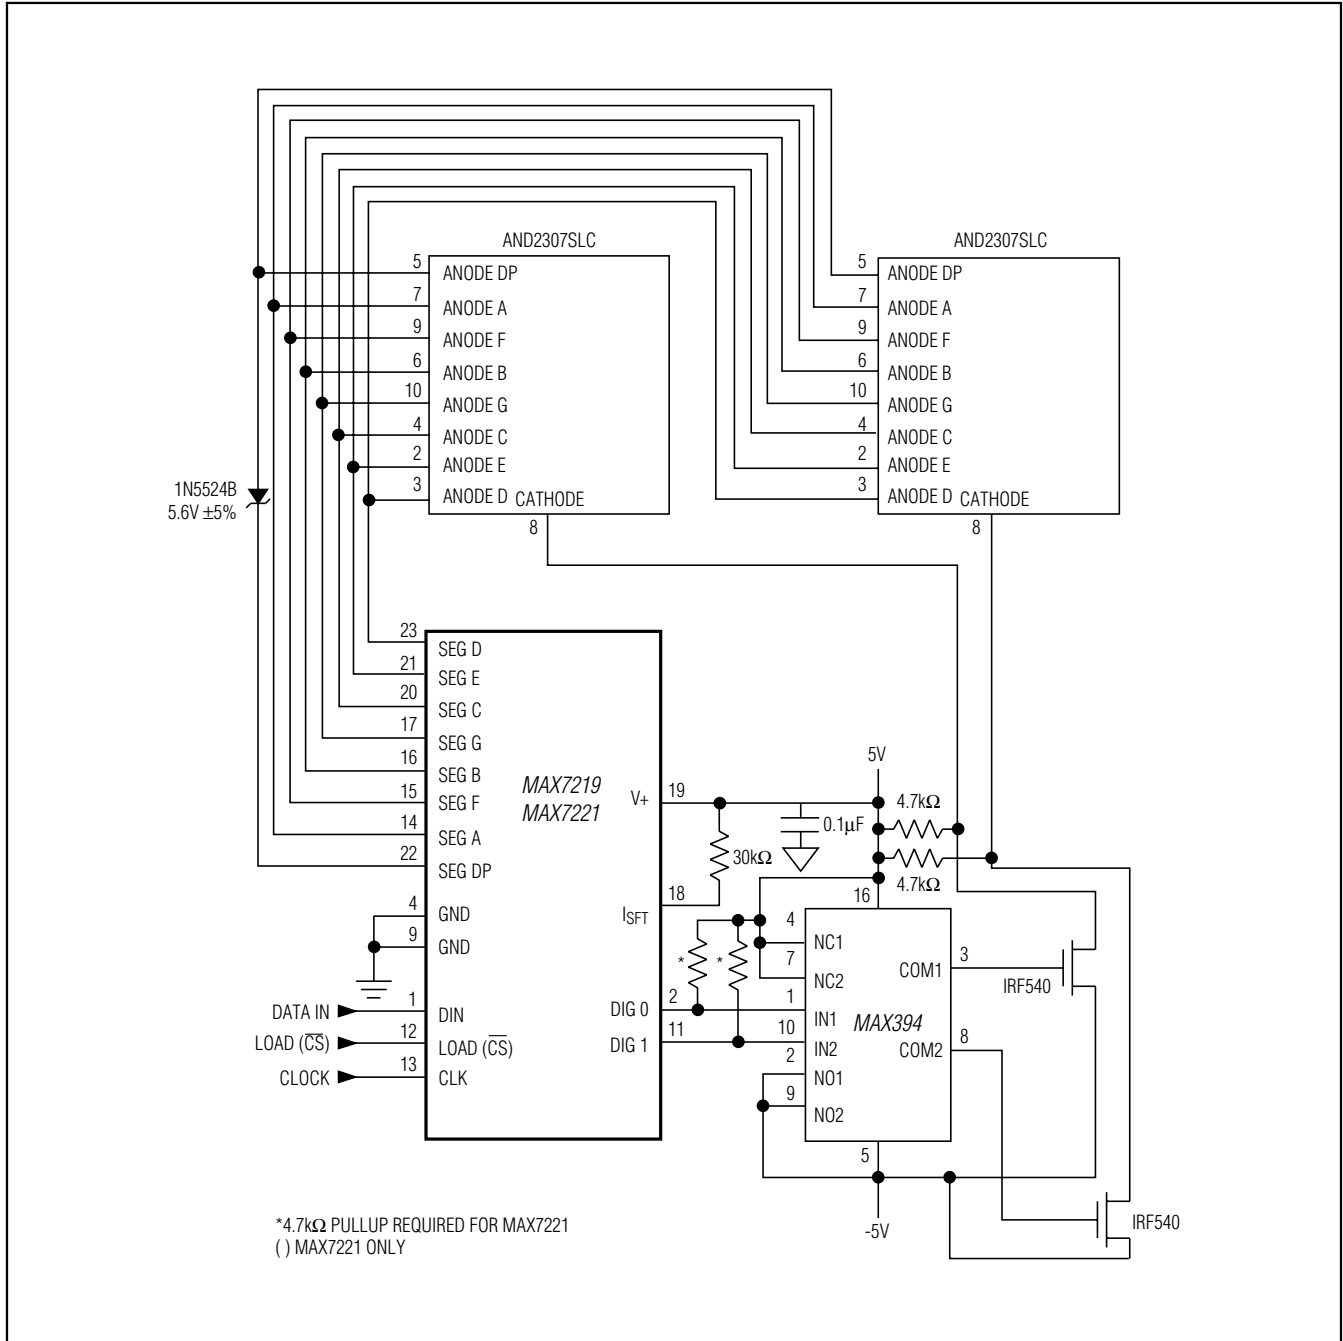 AND2307SLC
AND2307SLC
5 ANODE DP
7 ANODE A
9 ANODE F
6 ANODE B
10 ANODE G
4 ANODE C
2 ANODE E
3 ANODE D CATHODE
8
5 ANODE DP
7 ANODE A
9 ANODE F
6 ANODE B
10 ANODE G
4 ANODE C
2 ANODE E
3 ANODE D CATHODE
8
1N5524B
5.6V ±5%
23 SEG D
21 SEG E
20 SEG C
17 SEG G
16 SEG B
15 SEG F
14 SEG A
22 SEG DP
4 GND
9 GND
DATA IN 1 DIN
LOAD (C̅S̅) 12 LOAD (C̅S̅)
CLOCK 13 CLK
MAX7219
MAX7221
V+ 19
ISFT 18
DIG 0 2
DIG 1 11
30kΩ
0.1µF
5V
4.7kΩ
4.7kΩ
* *
16
4 NC1
7 NC2
1 IN1
10 IN2
2 NO1
9 NO2
MAX394
COM1 3
COM2 8
5
-5V
IRF540
IRF540
*4.7kΩ PULLUP REQUIRED FOR MAX7221
( ) MAX7221 ONLY